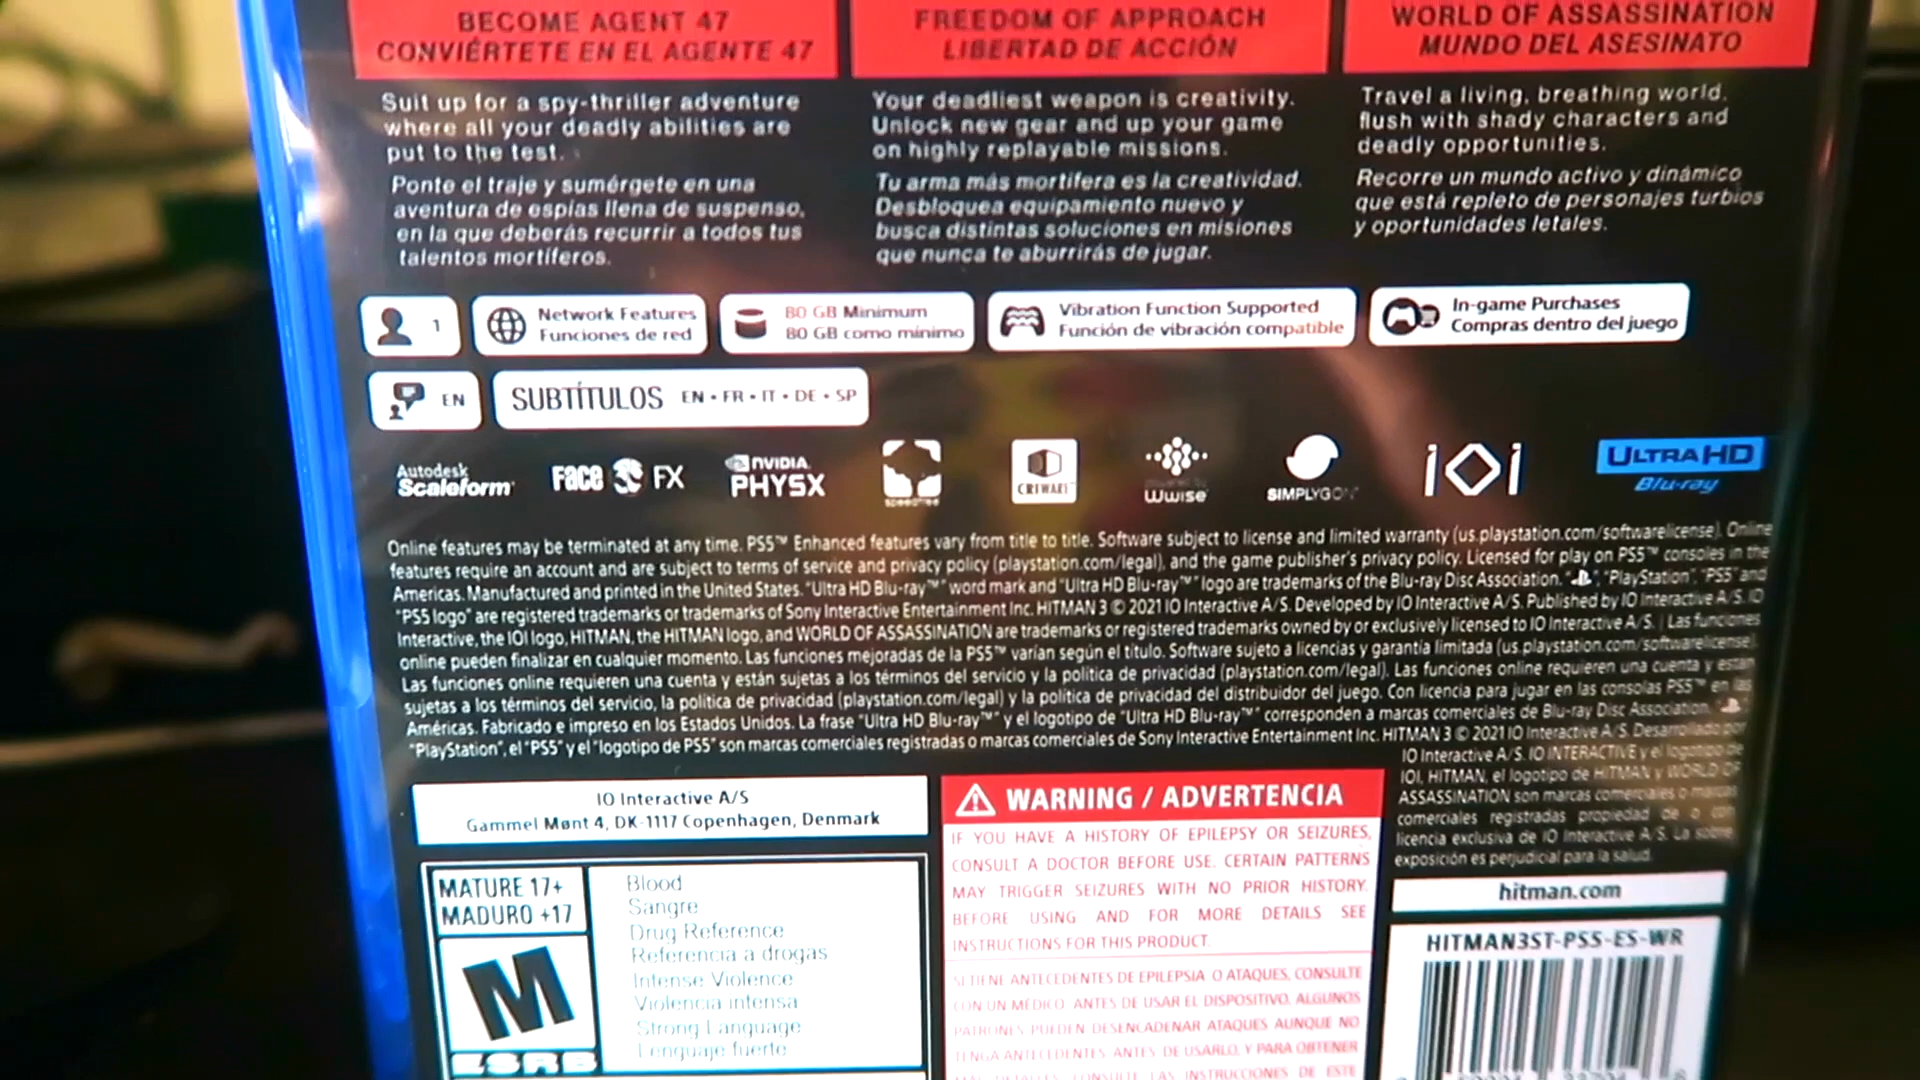 BECOME AGENT 47
CONVIÉRTETE EN EL AGENTE 47
Suit up for a spy-thriller adventure
where all your deadly abilities are
put to the test.
Ponte el traje y sumérgete en una
aventura de espías llena de suspenso,
en la que deberás recurrir a todos tus
talentos mortíferos.
FREEDOM OF APPROACH
LIBERTAD DE ACCIÓN
Your deadliest weapon is creativity.
Unlock new gear and up your game
on highly replayable missions.
Tu arma más mortífera es la creatividad.
Desbloquea equipamiento nuevo y
busca distintas soluciones en misiones
que nunca te aburrirás de jugar.
WORLD OF ASSASSINATION
MUNDO DEL ASESINATO
Travel a living, breathing world,
flush with shady characters and
deadly opportunities.
Recorre un mundo activo y dinámico
que está repleto de personajes turbios
y oportunidades letales.
1
Network Features
Funciones de red
80 GB Minimum
80 GB como mínimo
Vibration Function Supported
Función de vibración compatible
In-game Purchases
Compras dentro del juego
EN
SUBTÍTULOS EN • FR • IT • DE • SP
Autodesk
Scaleform
Face FX
NVIDIA
PHYSX
speedtree
CRIWARE
powered by
Wwise
SIMPLYGON
IOI
ULTRA HD
Blu-ray
Online features may be terminated at any time. PS5™ Enhanced features vary from title to title. Software subject to license and limited warranty (us.playstation.com/softwarelicense). Online
features require an account and are subject to terms of service and privacy policy (playstation.com/legal), and the game publisher's privacy policy. Licensed for play on PS5™ consoles in the
Americas. Manufactured and printed in the United States. "Ultra HD Blu-ray™" word mark and "Ultra HD Blu-ray™" logo are trademarks of the Blu-ray Disc Association. "", "PlayStation", "PS5" and
"PS5 logo" are registered trademarks or trademarks of Sony Interactive Entertainment Inc. HITMAN 3 © 2021 IO Interactive A/S. Developed by IO Interactive A/S. Published by IO Interactive A/S. IO
Interactive, the IOI logo, HITMAN, the HITMAN logo, and WORLD OF ASSASSINATION are trademarks or registered trademarks owned by or exclusively licensed to IO Interactive A/S. | Las funciones
online pueden finalizar en cualquier momento. Las funciones mejoradas de la PS5™ varían según el título. Software sujeto a licencias y garantía limitada (us.playstation.com/softwarelicense).
Las funciones online requieren una cuenta y están sujetas a los términos del servicio y la política de privacidad (playstation.com/legal). Las funciones online requieren una cuenta y están
sujetas a los términos del servicio, la política de privacidad (playstation.com/legal) y la política de privacidad del distribuidor del juego. Con licencia para jugar en las consolas PS5™ en las
Américas. Fabricado e impreso en los Estados Unidos. La frase "Ultra HD Blu-ray™" y el logotipo de "Ultra HD Blu-ray™" corresponden a marcas comerciales de Blu-ray Disc Association.
"PlayStation", el "PS5" y el "logotipo de PS5" son marcas comerciales registradas o marcas comerciales de Sony Interactive Entertainment Inc. HITMAN 3 © 2021 IO Interactive A/S. Desarrollado por
IO Interactive A/S. IO INTERACTIVE y el logotipo de
IOI, HITMAN, el logotipo de HITMAN y WORLD OF
ASSASSINATION son marcas comerciales o marcas
comerciales registradas propiedad de o con
licencia exclusiva de IO Interactive A/S. La sobre
exposición es perjudicial para la salud.
IO Interactive A/S
Gammel Mønt 4, DK-1117 Copenhagen, Denmark
MATURE 17+
MADURO +17
M
ESRB
Blood
Sangre
Drug Reference
Referencia a drogas
Intense Violence
Violencia intensa
Strong Language
Lenguaje fuerte
WARNING / ADVERTENCIA
IF YOU HAVE A HISTORY OF EPILEPSY OR SEIZURES,
CONSULT A DOCTOR BEFORE USE. CERTAIN PATTERNS
MAY TRIGGER SEIZURES WITH NO PRIOR HISTORY.
BEFORE USING AND FOR MORE DETAILS SEE
INSTRUCTIONS FOR THIS PRODUCT.
SI TIENE ANTECEDENTES DE EPILEPSIA O ATAQUES, CONSULTE
CON UN MÉDICO ANTES DE USAR EL DISPOSITIVO. ALGUNOS
PATRONES PUEDEN DESENCADENAR ATAQUES AUNQUE NO
TENGA ANTECEDENTES. ANTES DE USARLO, Y PARA OBTENER
MÁS DETALLES, CONSULTE LAS INSTRUCCIONES DE ESTE
hitman.com
HITMAN3ST-PS5-ES-WR